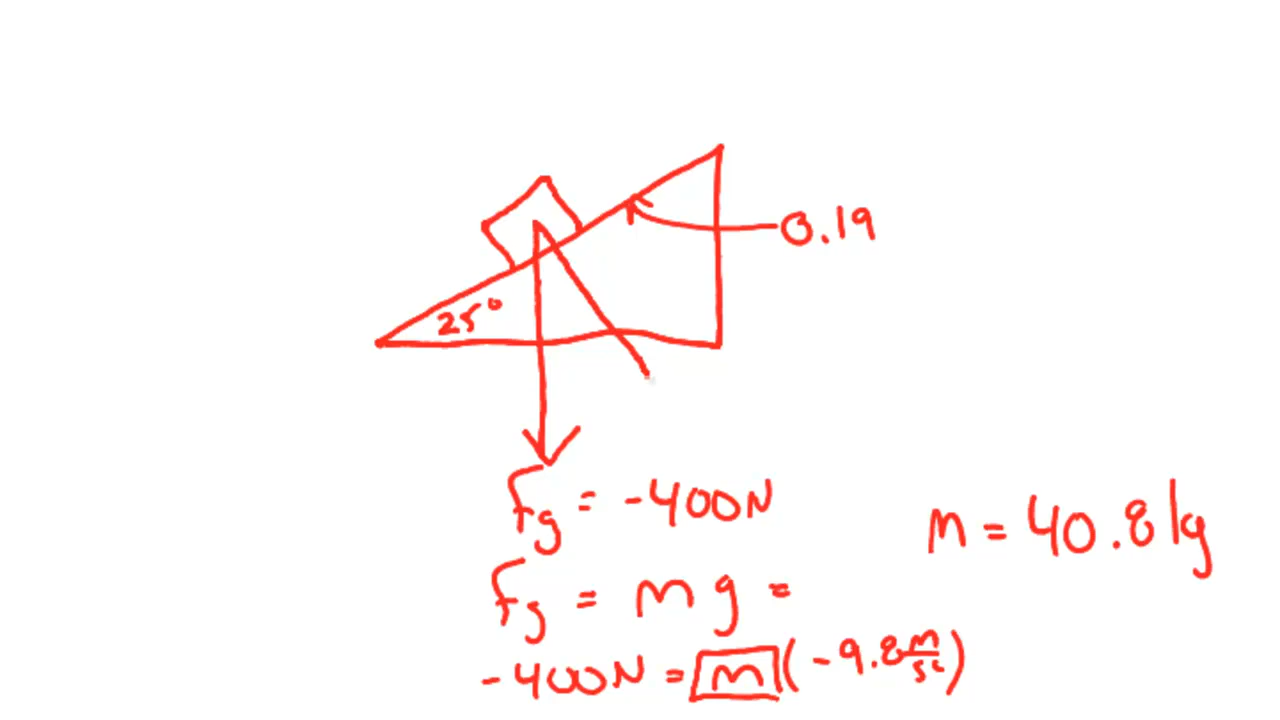 0.19
25°
Fg = -400N
m = 40.8 kg
Fg = mg =
-400N = m (-9.8 m/s²)